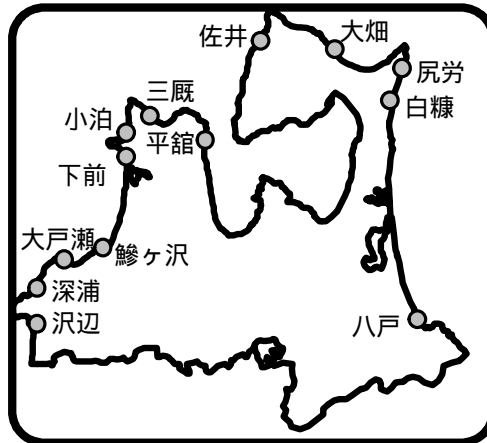 佐井
大畑
尻労
三厩
白糠
小泊
平舘
下前
大戸瀬
鰺ヶ沢
深浦
沢辺
八戸